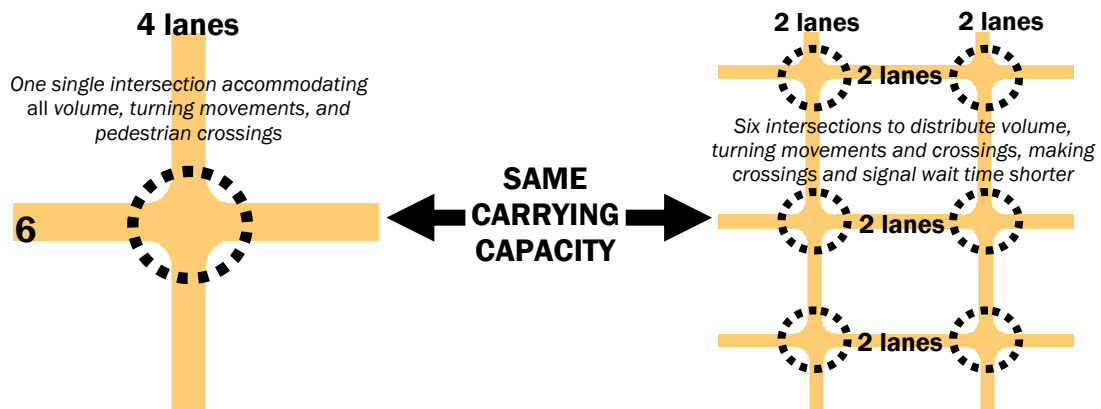 4 lanes
One single intersection accommodating
all volume, turning movements, and
pedestrian crossings
6
SAME
CARRYING
CAPACITY
2 lanes
2 lanes
2 lanes
Six intersections to distribute volume,
turning movements and crossings, making
crossings and signal wait time shorter
2 lanes
2 lanes